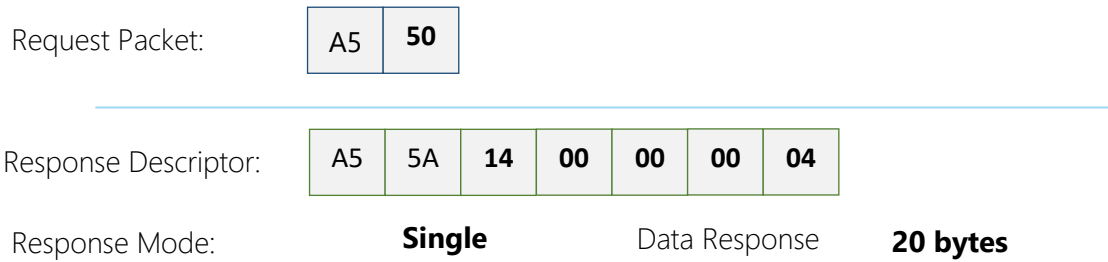 Request Packet: A5 50
Response Descriptor: A5 5A 14 00 00 00 04
Response Mode: Single Data Response 20 bytes